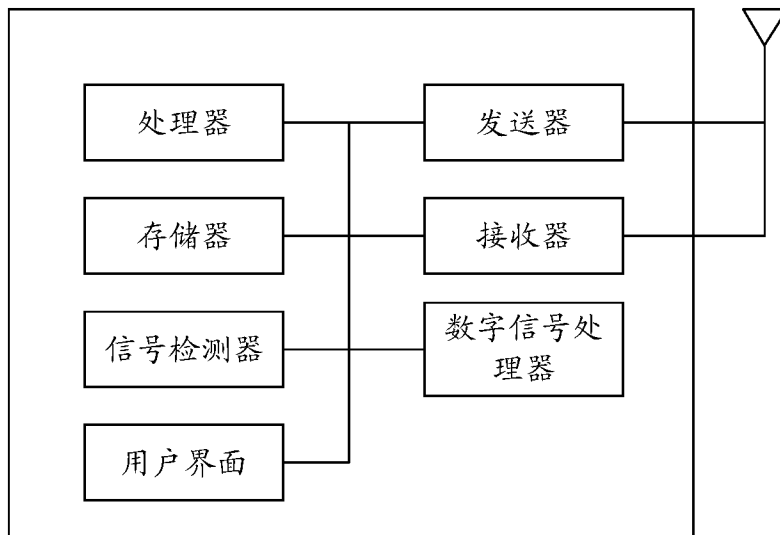 处理器
发送器
存储器
接收器
信号检测器
数字信号处
理器
用户界面